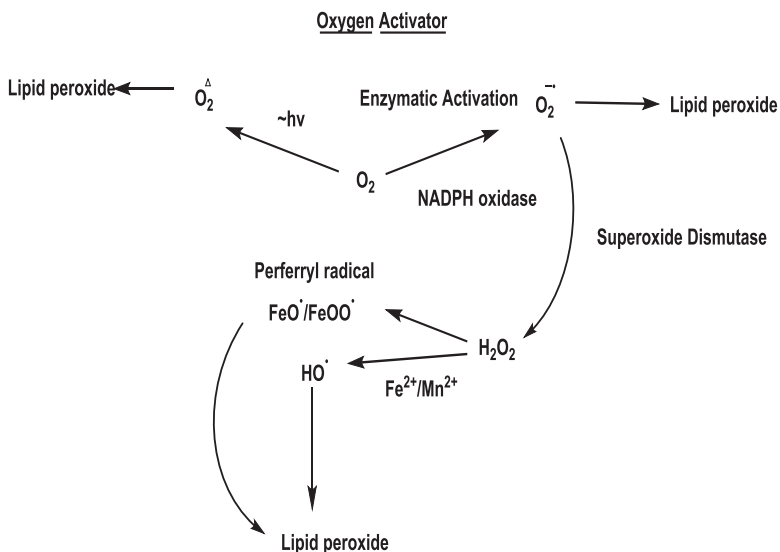 Oxygen Activator
Lipid peroxide
O₂^Δ
~hv
Enzymatic Activation
O₂^−•
Lipid peroxide
O₂
NADPH oxidase
Superoxide Dismutase
Perferryl radical
FeO•/FeOO•
H₂O₂
HO•
Fe²⁺/Mn²⁺
Lipid peroxide